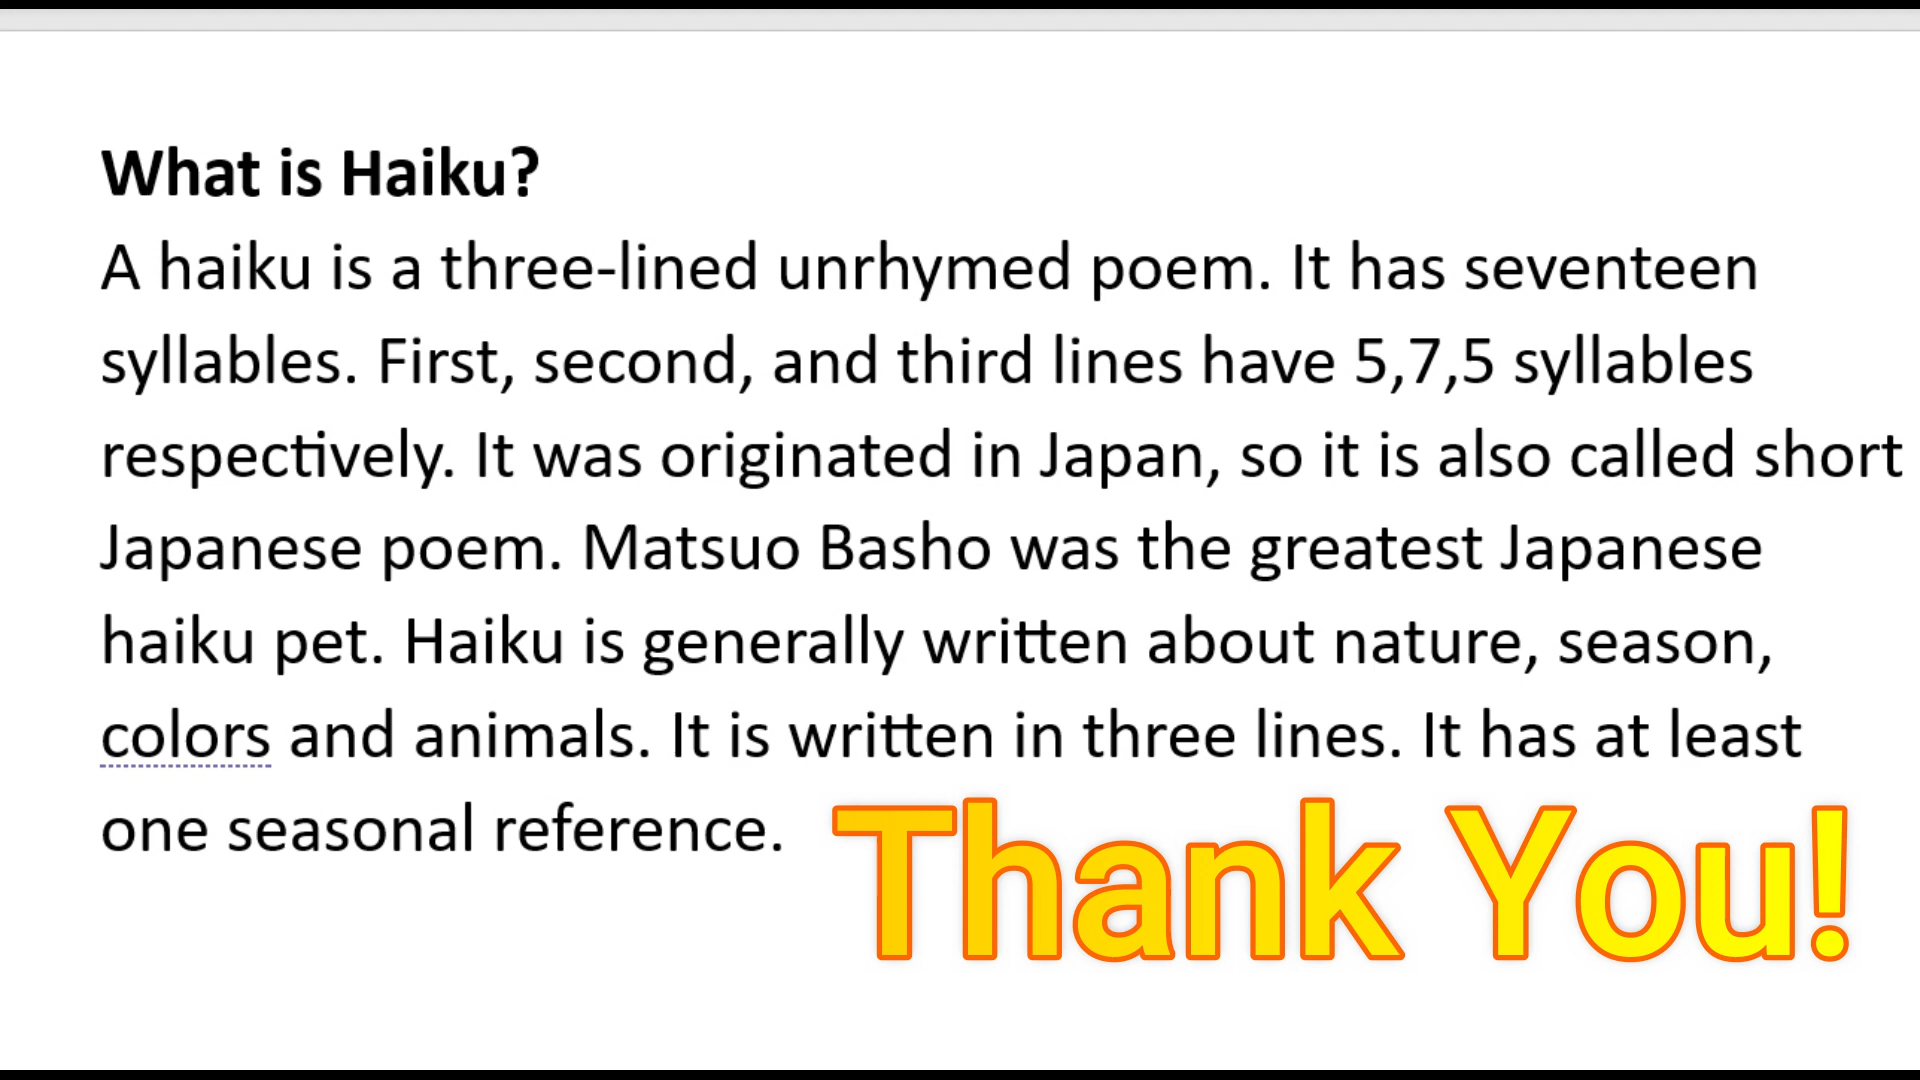 What is Haiku?
A haiku is a three-lined unrhymed poem. It has seventeen
syllables. First, second, and third lines have 5,7,5 syllables
respectively. It was originated in Japan, so it is also called short
Japanese poem. Matsuo Basho was the greatest Japanese
haiku pet. Haiku is generally written about nature, season,
colors and animals. It is written in three lines. It has at least
one seasonal reference.
Thank You!